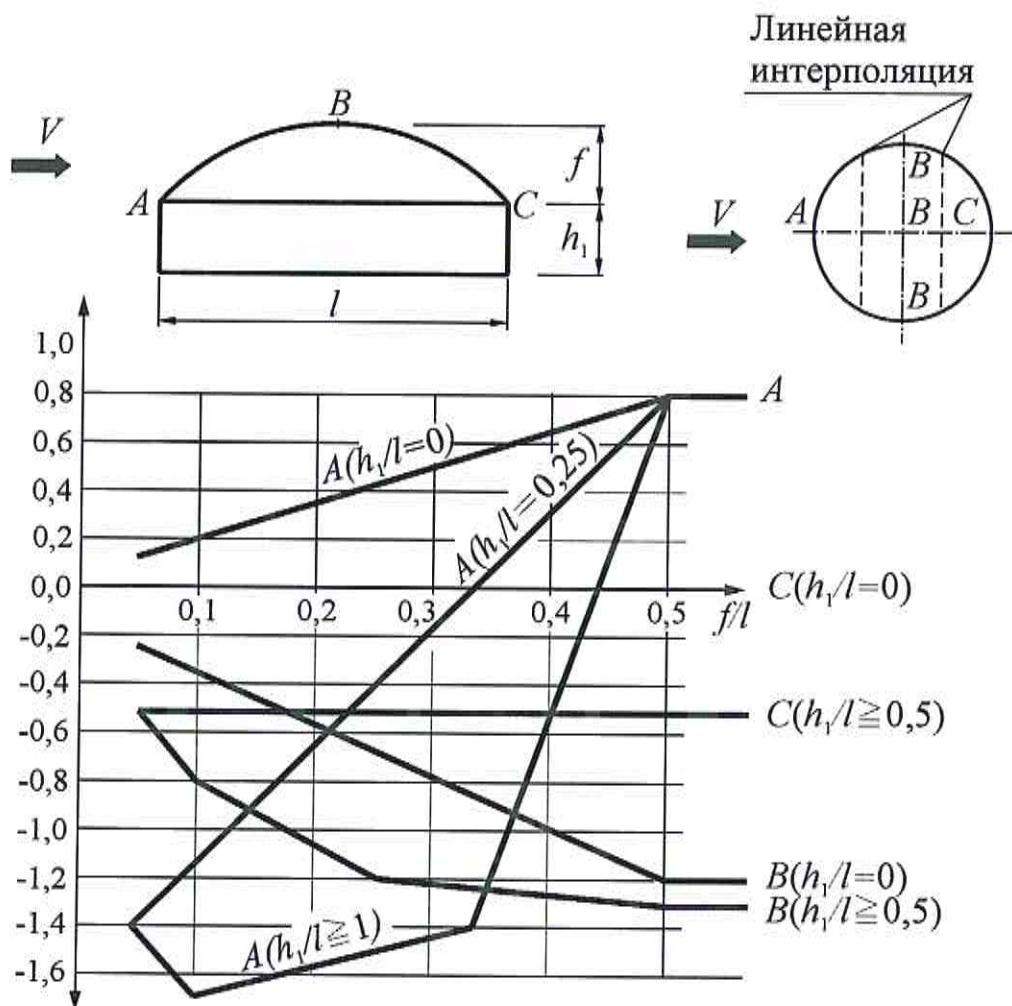 Линейная
интерполяция
V
B
f
A
C
h₁
l
V
B
A
B
C
B
1,0
0,8
A
0,6
A(h₁/l=0)
A(h₁/l=0,25)
0,4
0,2
0,0
0,1
0,2
0,3
0,4
0,5
f/l
C(h₁/l=0)
-0,2
-0,4
C(h₁/l≧0,5)
-0,6
-0,8
-1,0
-1,2
B(h₁/l=0)
B(h₁/l≧0,5)
-1,4
A(h₁/l≧1)
-1,6